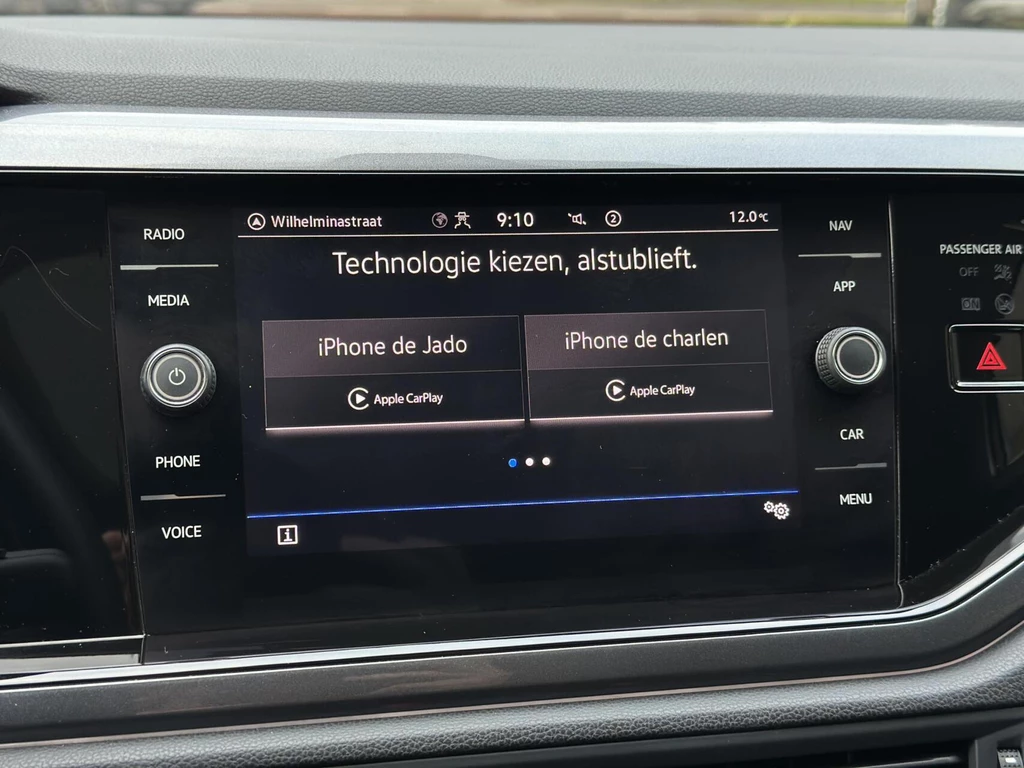 Wilhelminastraat 9:10 2 12.0°C
Technologie kiezen, alstublieft.
iPhone de Jado
Apple CarPlay
iPhone de charlen
Apple CarPlay
i
RADIO
MEDIA
PHONE
VOICE
NAV
APP
CAR
MENU
PASSENGER AIR
OFF
ON